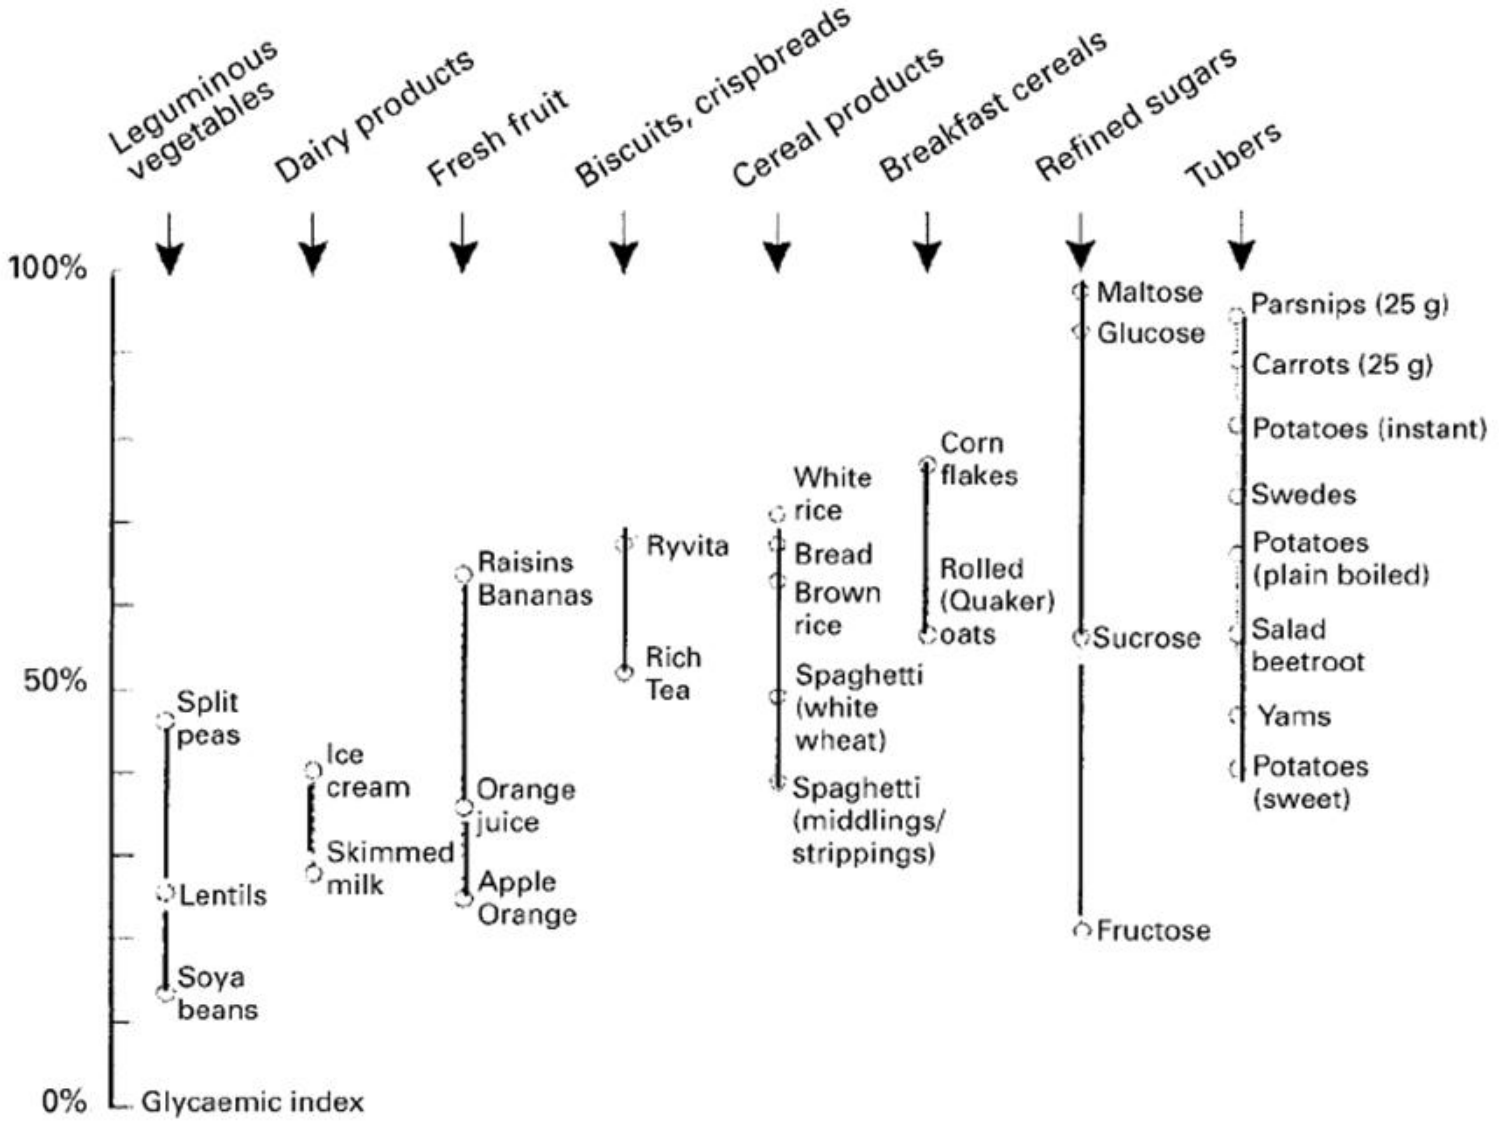 Leguminous
vegetables
Dairy products
Fresh fruit
Biscuits, crispbreads
Cereal products
Breakfast cereals
Refined sugars
Tubers
100%
50%
0%
Glycaemic index
Split
peas
Lentils
Soya
beans
Ice
cream
Skimmed
milk
Raisins
Bananas
Orange
juice
Apple
Orange
Ryvita
Rich
Tea
White
rice
Bread
Brown
rice
Spaghetti
(white
wheat)
Spaghetti
(middlings/
strippings)
Corn
flakes
Rolled
(Quaker)
oats
Maltose
Glucose
Sucrose
Fructose
Parsnips (25 g)
Carrots (25 g)
Potatoes (instant)
Swedes
Potatoes
(plain boiled)
Salad
beetroot
Yams
Potatoes
(sweet)